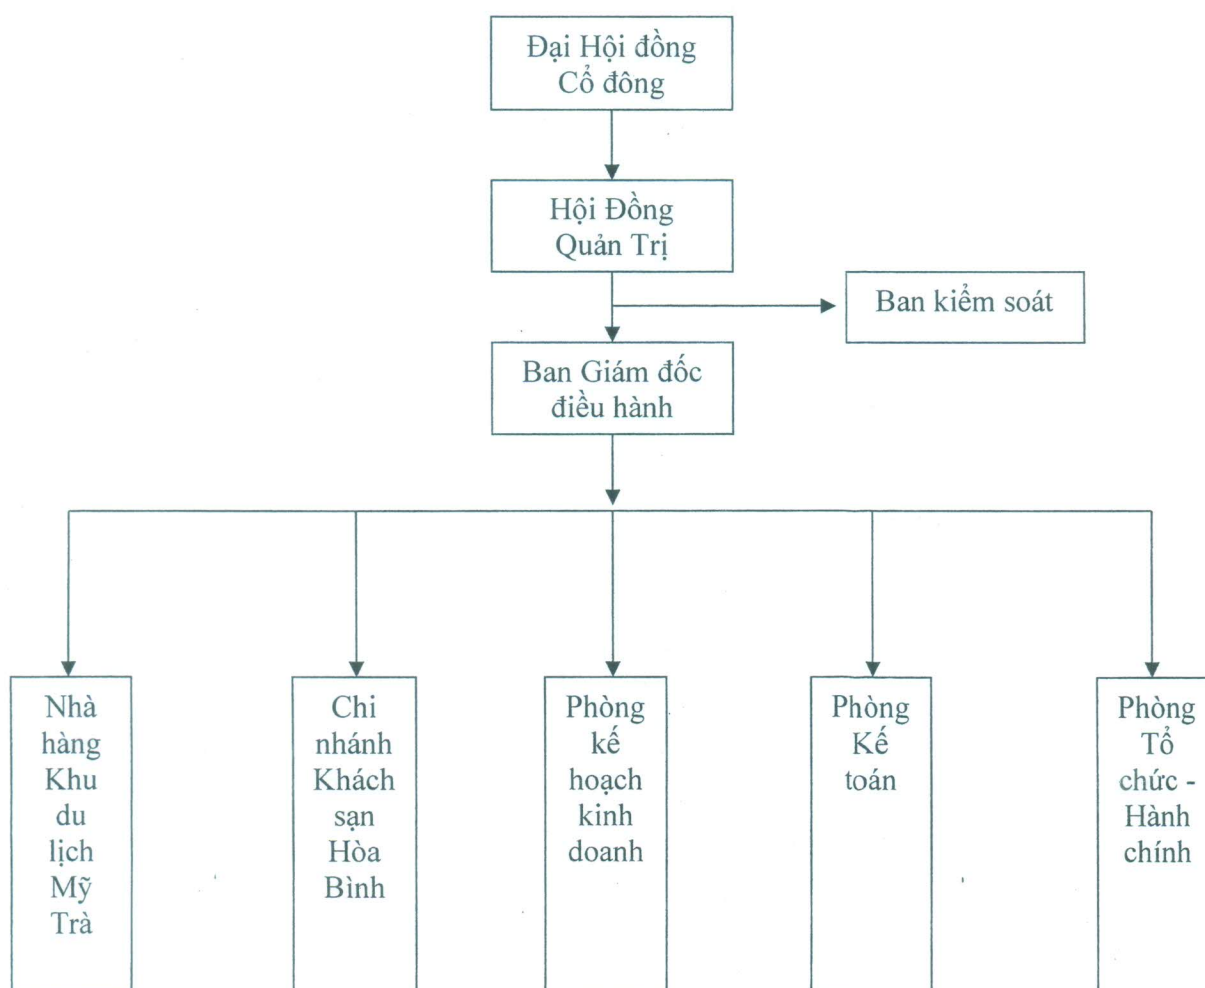 Đại Hội đồng
Cổ đông
Hội Đồng
Quản Trị
Ban kiểm soát
Ban Giám đốc
điều hành
Nhà
hàng
Khu
du
lịch
Mỹ
Trà
Chi
nhánh
Khách
sạn
Hòa
Bình
Phòng
kế
hoạch
kinh
doanh
Phòng
Kế
toán
Phòng
Tổ
chức -
Hành
chính